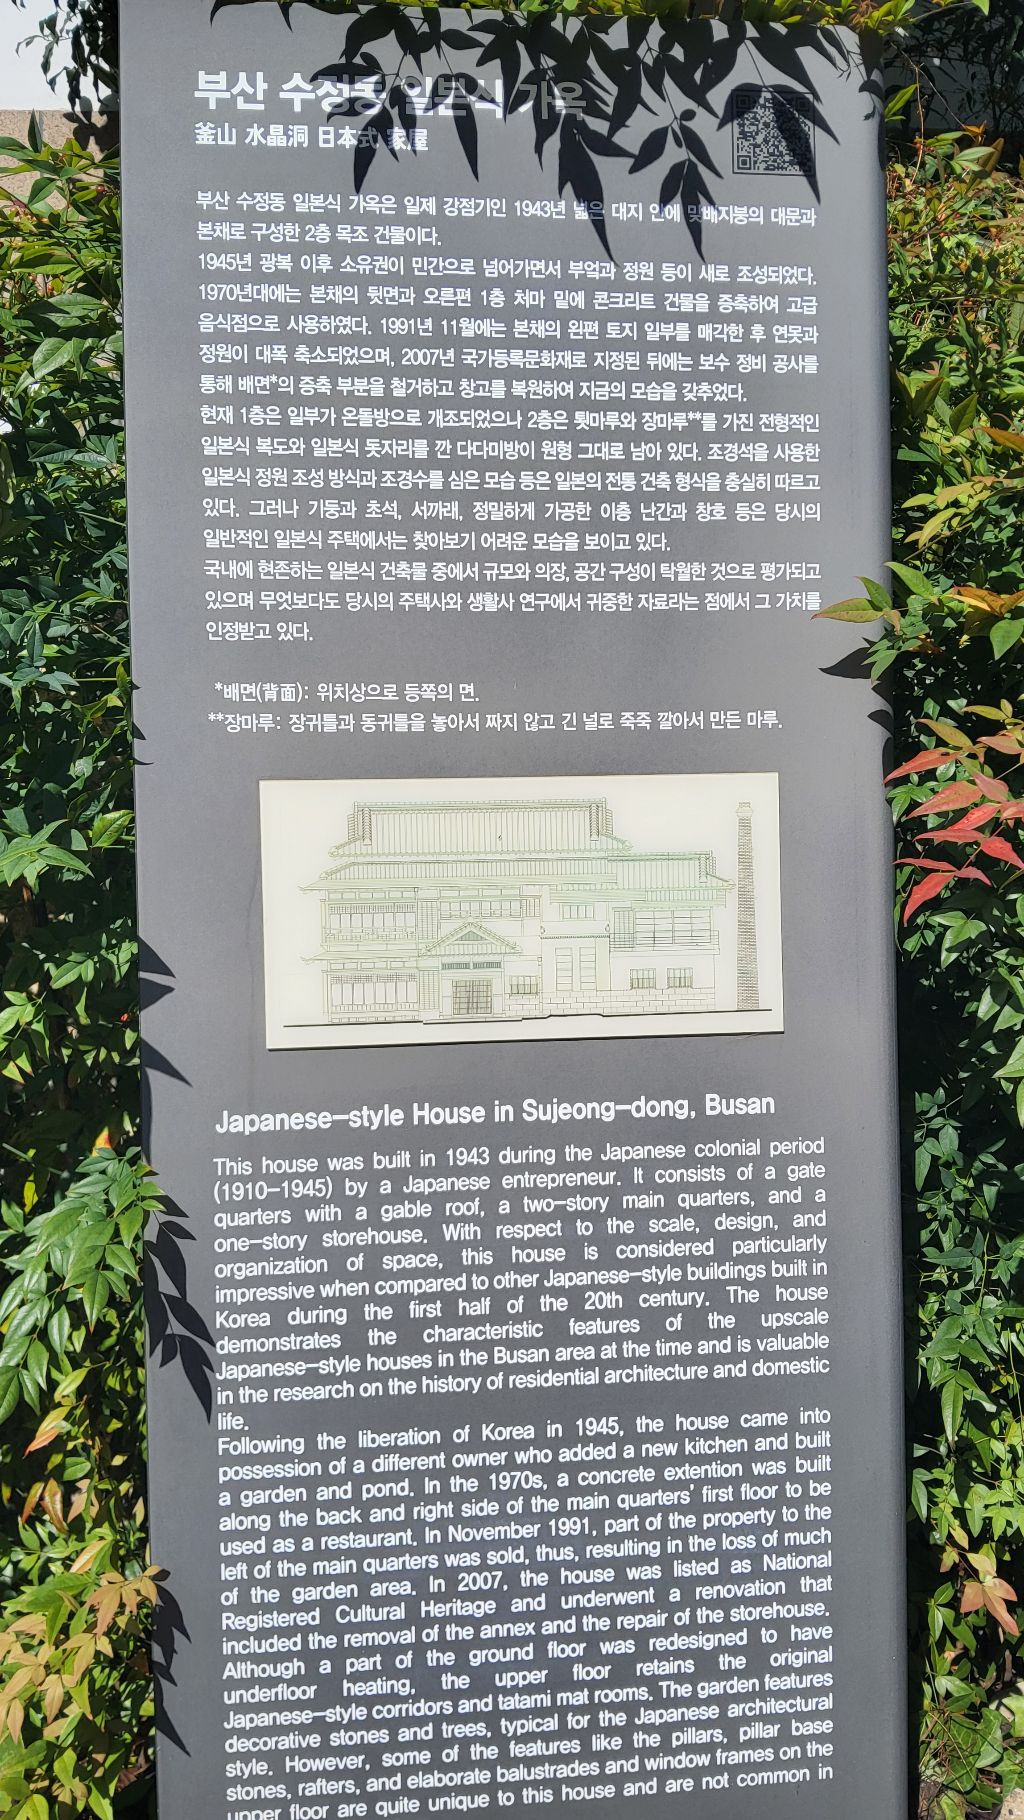 부산 수정동 일본식 가옥
釜山 水晶洞 日本式 家屋
부산 수정동 일본식 가옥은 일제 강점기인 1943년 넓은 대지 안에 맞배지붕의 대문과
본채로 구성한 2층 목조 건물이다.
1945년 광복 이후 소유권이 민간으로 넘어가면서 부엌과 정원 등이 새로 조성되었다.
1970년대에는 본채의 뒷면과 오른편 1층 처마 밑에 콘크리트 건물을 증축하여 고급
음식점으로 사용하였다. 1991년 11월에는 본채의 왼편 토지 일부를 매각한 후 연못과
정원이 대폭 축소되었으며, 2007년 국가등록문화재로 지정된 뒤에는 보수 정비 공사를
통해 배면*의 증축 부분을 철거하고 창고를 복원하여 지금의 모습을 갖추었다.
현재 1층은 일부가 온돌방으로 개조되었으나 2층은 툇마루와 장마루**를 가진 전형적인
일본식 복도와 일본식 돗자리를 깐 다다미방이 원형 그대로 남아 있다. 조경석을 사용한
일본식 정원 조성 방식과 조경수를 심은 모습 등은 일본의 전통 건축 형식을 충실히 따르고
있다. 그러나 기둥과 초석, 서까래, 정밀하게 가공한 이층 난간과 창호 등은 당시의
일반적인 일본식 주택에서는 찾아보기 어려운 모습을 보이고 있다.
국내에 현존하는 일본식 건축물 중에서 규모와 의장, 공간 구성이 탁월한 것으로 평가되고
있으며 무엇보다도 당시의 주택사와 생활사 연구에서 귀중한 자료라는 점에서 그 가치를
인정받고 있다.
*배면(背面): 위치상으로 등쪽의 면.
**장마루: 장귀틀과 동귀틀을 놓아서 짜지 않고 긴 널로 죽죽 깔아서 만든 마루.
Japanese-style House in Sujeong-dong, Busan
This house was built in 1943 during the Japanese colonial period
(1910-1945) by a Japanese entrepreneur. It consists of a gate
quarters with a gable roof, a two-story main quarters, and a
one-story storehouse. With respect to the scale, design, and
organization of space, this house is considered particularly
impressive when compared to other Japanese-style buildings built in
Korea during the first half of the 20th century. The house
demonstrates the characteristic features of the upscale
Japanese-style houses in the Busan area at the time and is valuable
in the research on the history of residential architecture and domestic
life.
Following the liberation of Korea in 1945, the house came into
possession of a different owner who added a new kitchen and built
a garden and pond. In the 1970s, a concrete extention was built
along the back and right side of the main quarters' first floor to be
used as a restaurant. In November 1991, part of the property to the
left of the main quarters was sold, thus, resulting in the loss of much
of the garden area. In 2007, the house was listed as National
Registered Cultural Heritage and underwent a renovation that
included the removal of the annex and the repair of the storehouse.
Although a part of the ground floor was redesigned to have
underfloor heating, the upper floor retains the original
Japanese-style corridors and tatami mat rooms. The garden features
decorative stones and trees, typical for the Japanese architectural
style. However, some of the features like the pillars, pillar base
stones, rafters, and elaborate balustrades and window frames on the
upper floor are quite unique to this house and are not common in